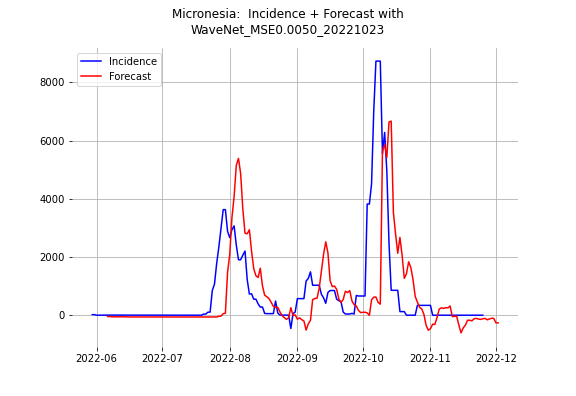 Micronesia:  Incidence + Forecast with
WaveNet_MSE0.0050_20221023
Incidence
Forecast
8000
6000
4000
2000
0
2022-06 2022-07 2022-08 2022-09 2022-10 2022-11 2022-12